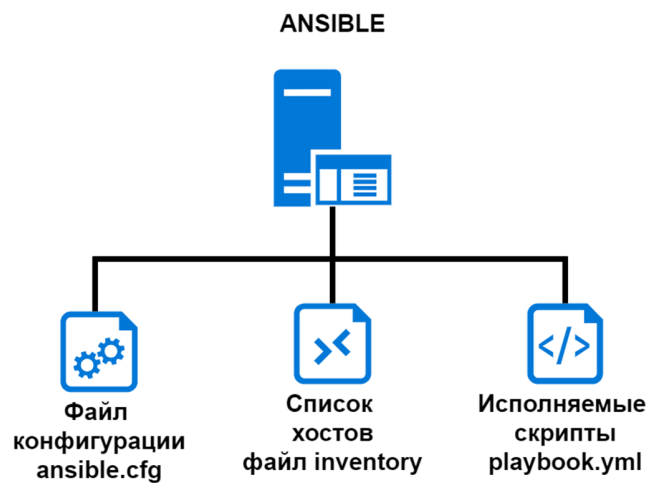 ANSIBLE
Файл
конфигурации
ansible.cfg
Список
хостов
файл inventory
Исполняемые
скрипты
playbook.yml